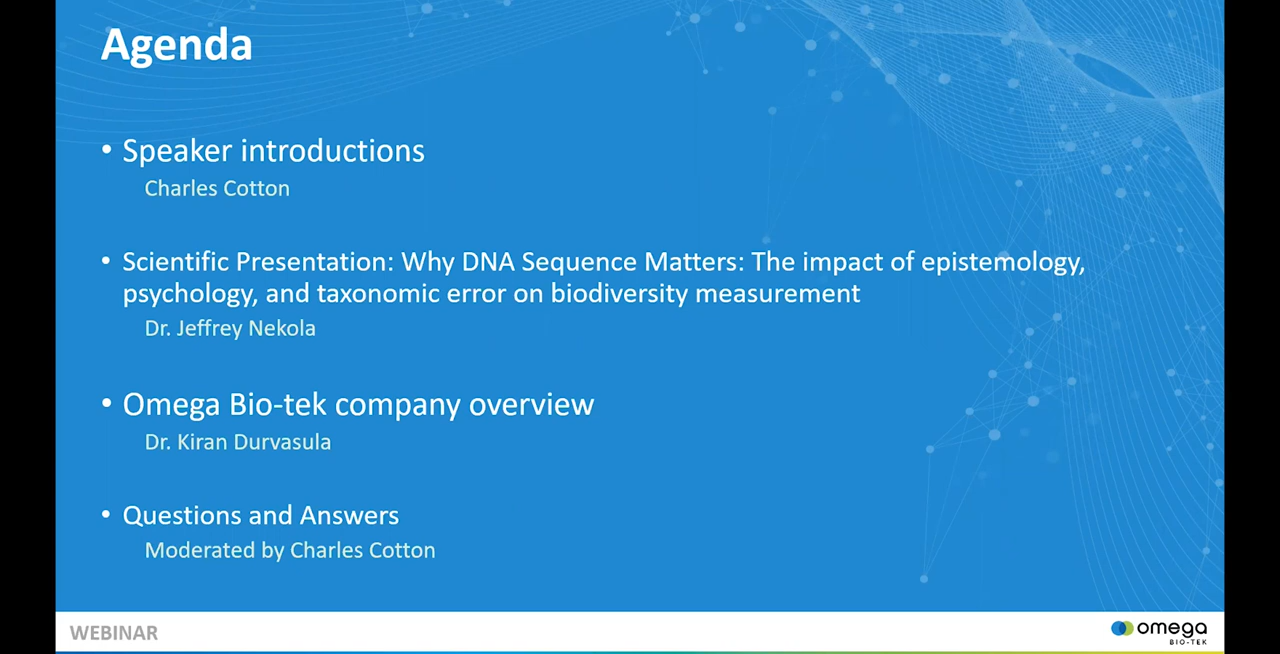 Agenda
• Speaker introductions
Charles Cotton
• Scientific Presentation: Why DNA Sequence Matters: The impact of epistemology,
psychology, and taxonomic error on biodiversity measurement
Dr. Jeffrey Nekola
• Omega Bio-tek company overview
Dr. Kiran Durvasula
• Questions and Answers
Moderated by Charles Cotton
WEBINAR
omega
BIO-TEK